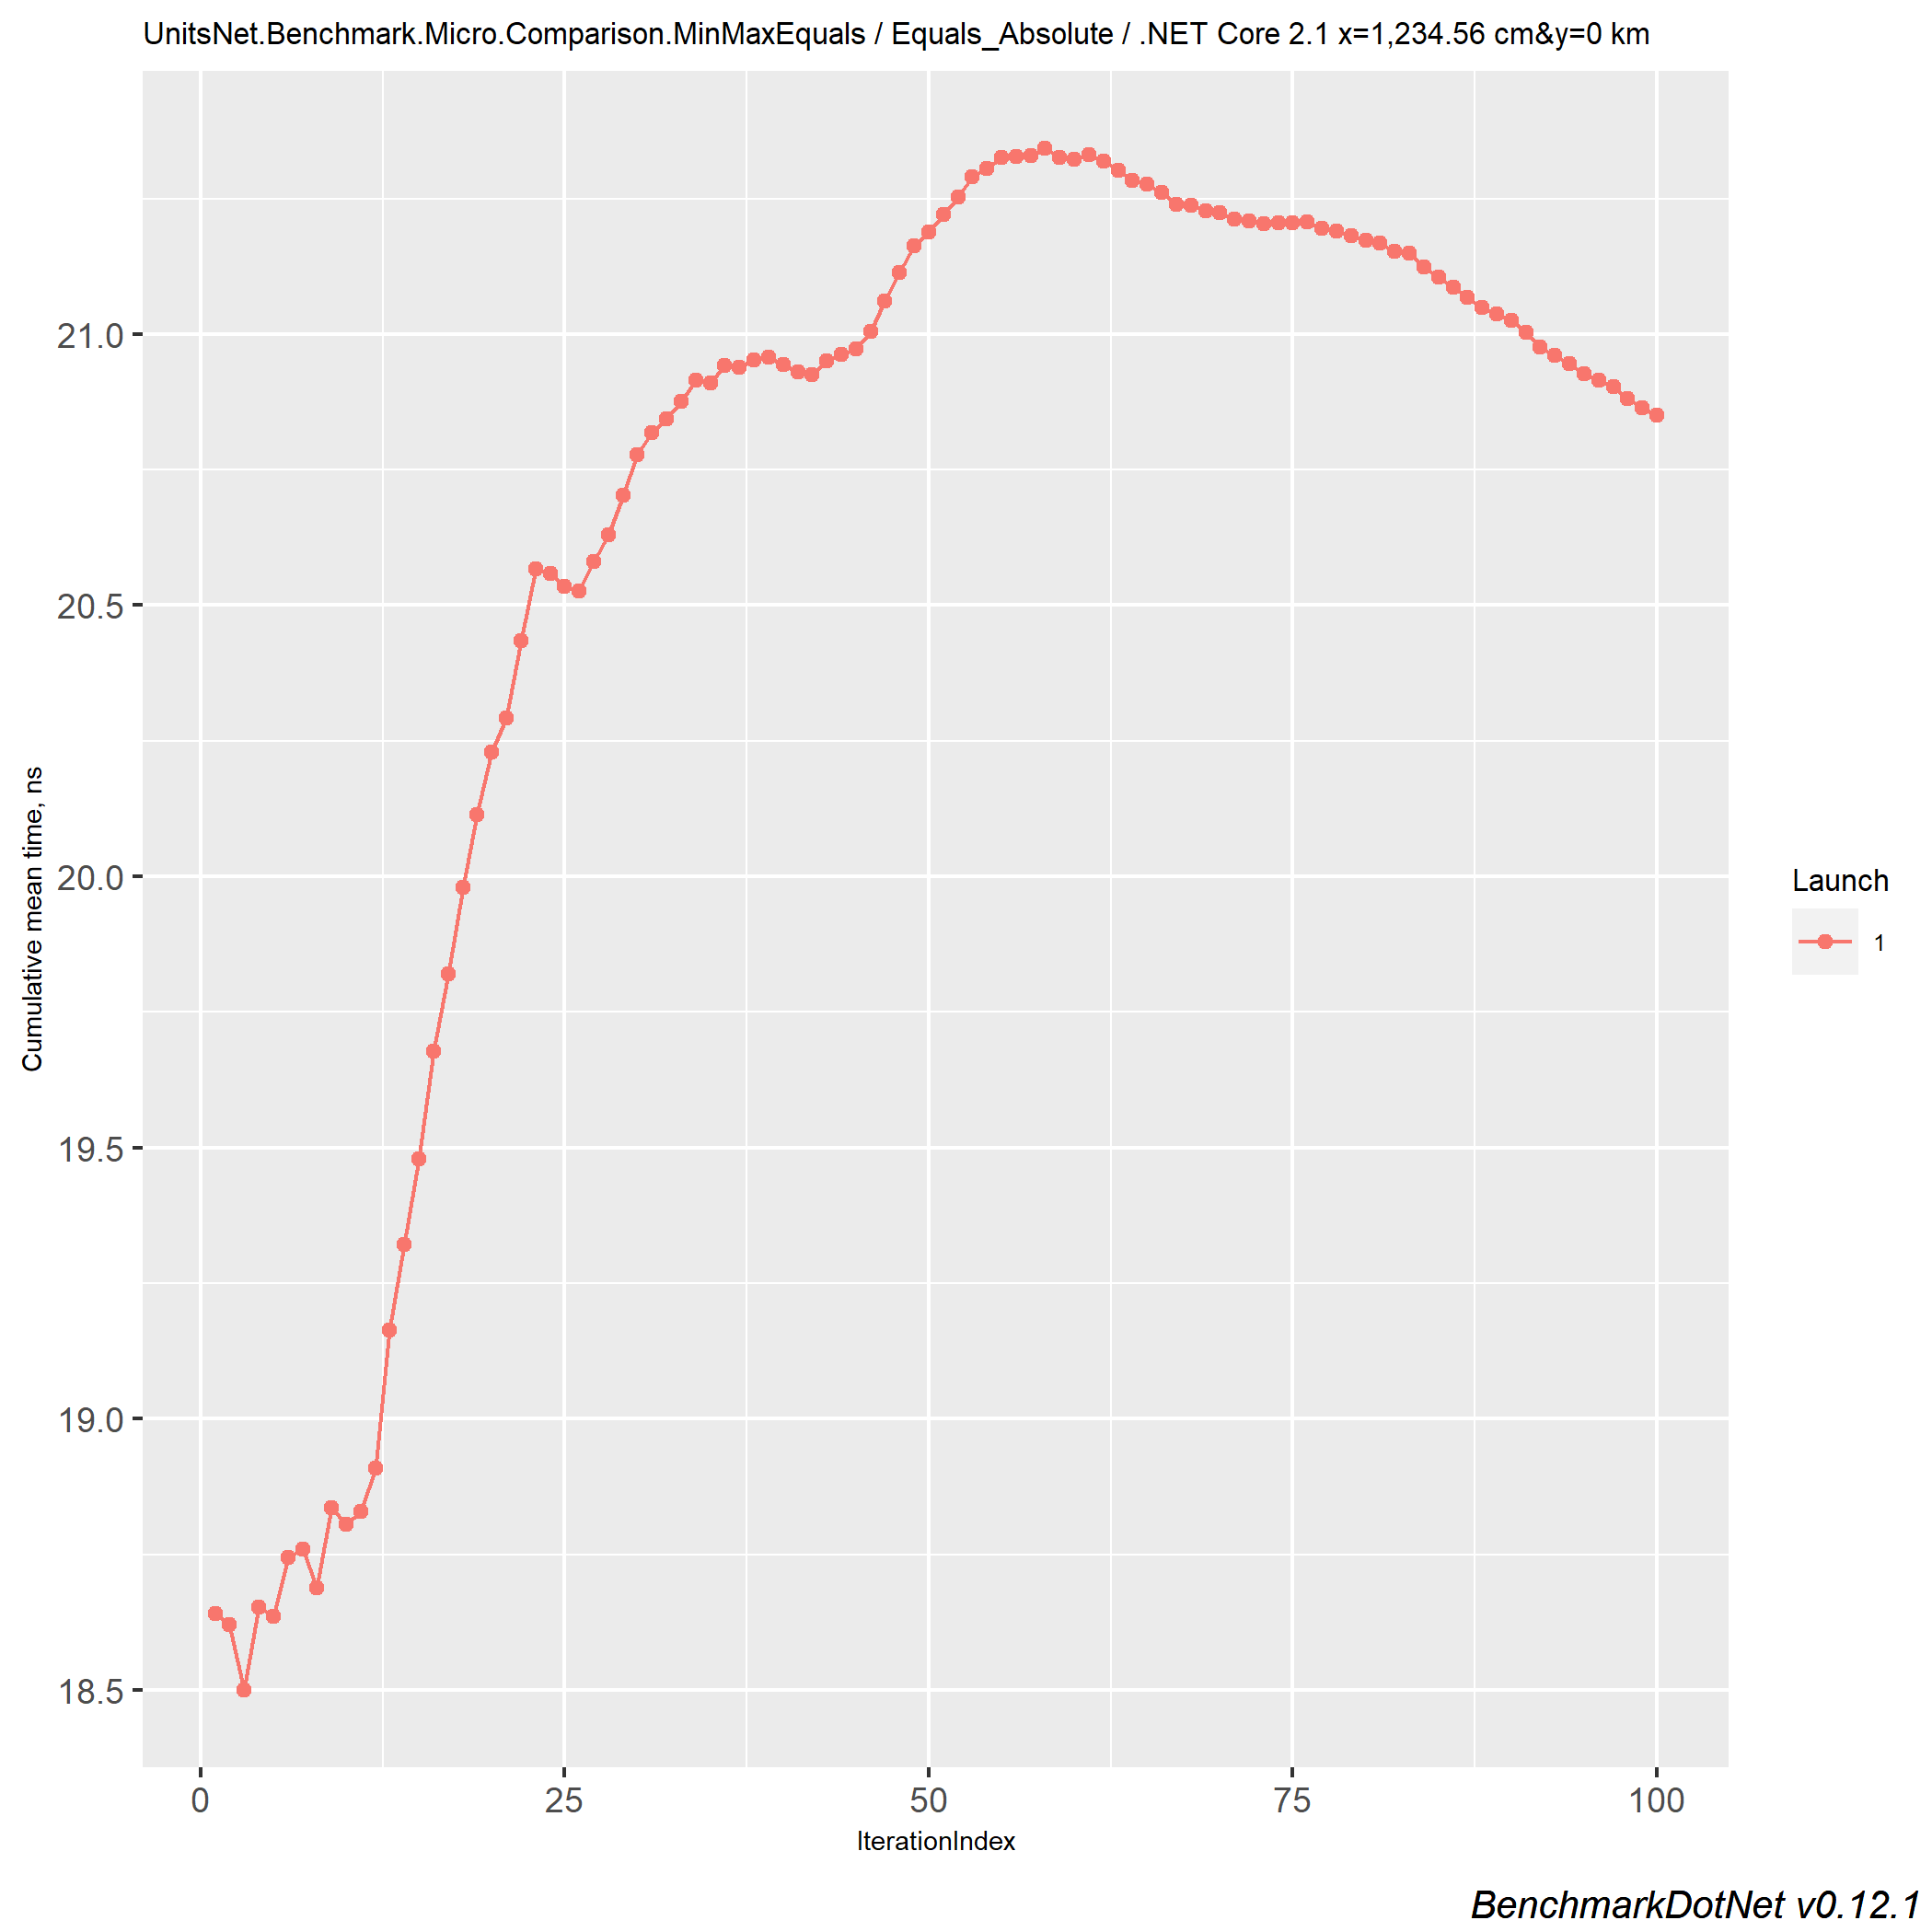 UnitsNet.Benchmark.Micro.Comparison.MinMaxEquals / Equals_Absolute / .NET Core 2.1 x=1,234.56 cm&y=0 km
Cumulative mean time, ns
21.0
20.5
20.0
19.5
19.0
18.5
0 25 50 75 100
IterationIndex
Launch
1
BenchmarkDotNet v0.12.1